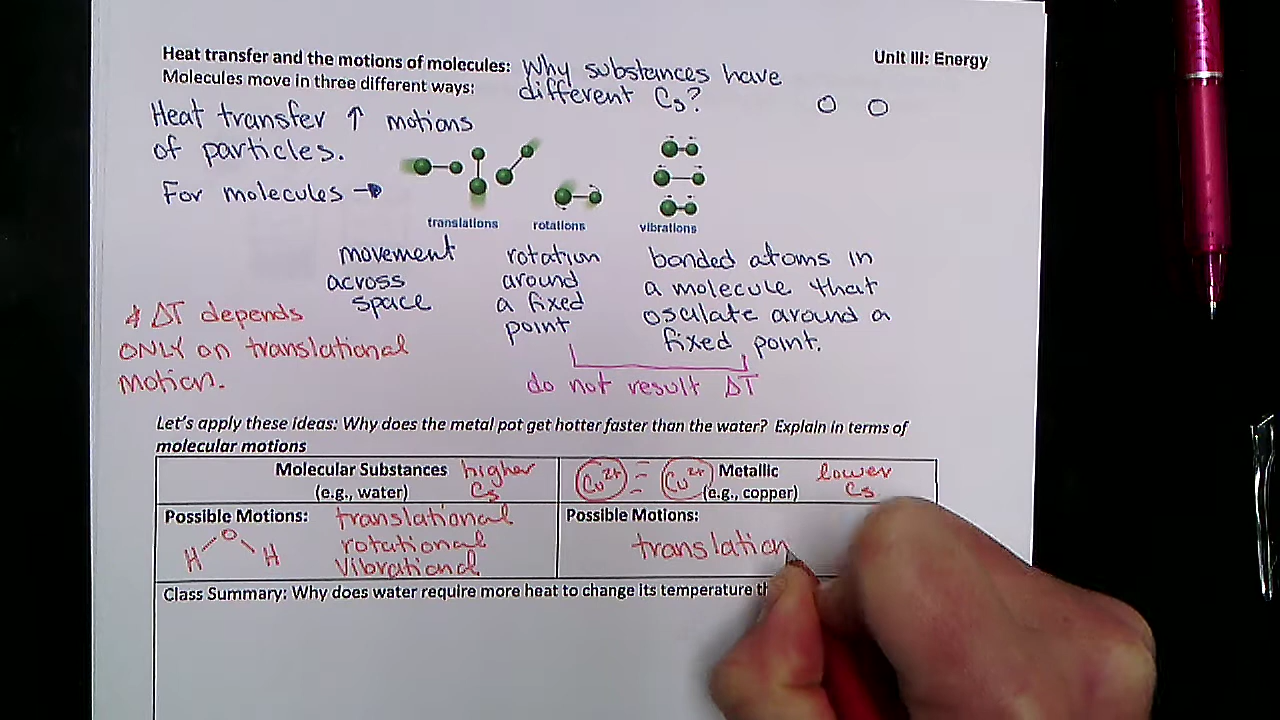 Heat transfer and the motions of molecules: Why substances have Unit III: Energy
Molecules move in three different ways: different Cs?
Heat transfer ↑ motions
of particles.
For molecules →
translations rotations vibrations
movement
across
space
rotation
around
a fixed
point
bonded atoms in
a molecule that
osculate around a
fixed point.
ΔT depends
ONLY on translational
motion.
do not result ΔT
Let's apply these ideas: Why does the metal pot get hotter faster than the water? Explain in terms of
molecular motions
Molecular Substances higher
(e.g., water) Cs
Cu2+ = Cu2+ Metallic lower
(e.g., copper) Cs
Possible Motions: translational
rotational
vibrational
H O H
Possible Motions:
translation
Class Summary: Why does water require more heat to change its temperature